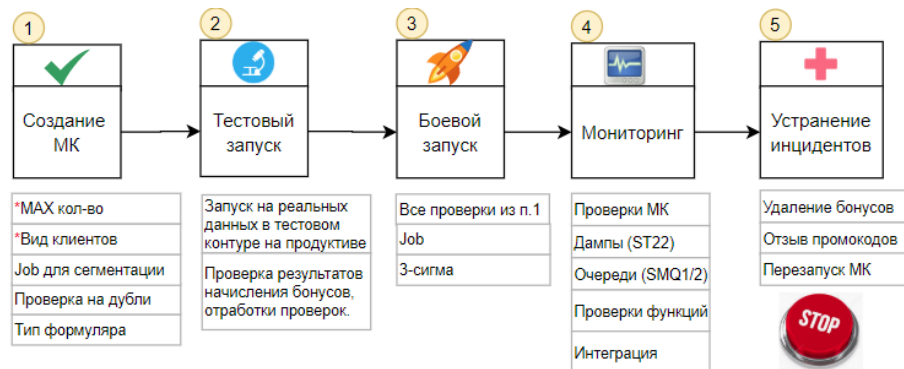 1
2
3
4
5
Создание
МК
Тестовый
запуск
Боевой
запуск
Мониторинг
Устранение
инцидентов
*MAX кол-во
*Вид клиентов
Job для сегментации
Проверка на дубли
Тип формуляра
Запуск на реальных
данных в тестовом
контуре на продуктиве
Проверка результатов
начисления бонусов,
отработки проверок.
Все проверки из п.1
Job
3-сигма
Проверки МК
Дампы (ST22)
Очереди (SMQ1/2)
Проверки функций
Интеграция
Удаление бонусов
Отзыв промокодов
Перезапуск МК
STOP